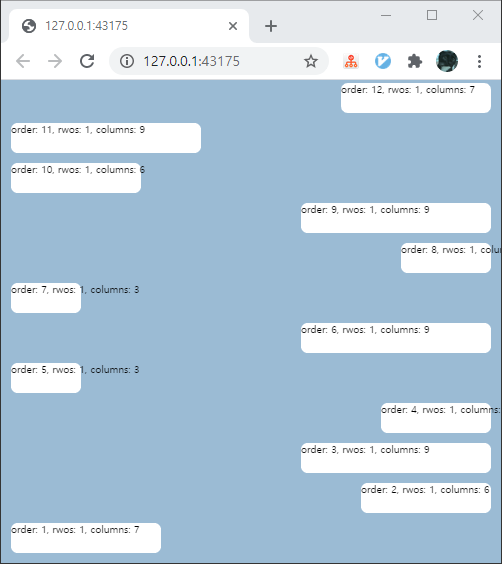 127.0.0.1:43175
127.0.0.1:43175
order: 12, rwos: 1, columns: 7
order: 11, rwos: 1, columns: 9
order: 10, rwos: 1, columns: 6
order: 9, rwos: 1, columns: 9
order: 8, rwos: 1, colum
order: 7, rwos: 1, columns: 3
order: 6, rwos: 1, columns: 9
order: 5, rwos: 1, columns: 3
order: 4, rwos: 1, columns:
order: 3, rwos: 1, columns: 9
order: 2, rwos: 1, columns: 6
order: 1, rwos: 1, columns: 7